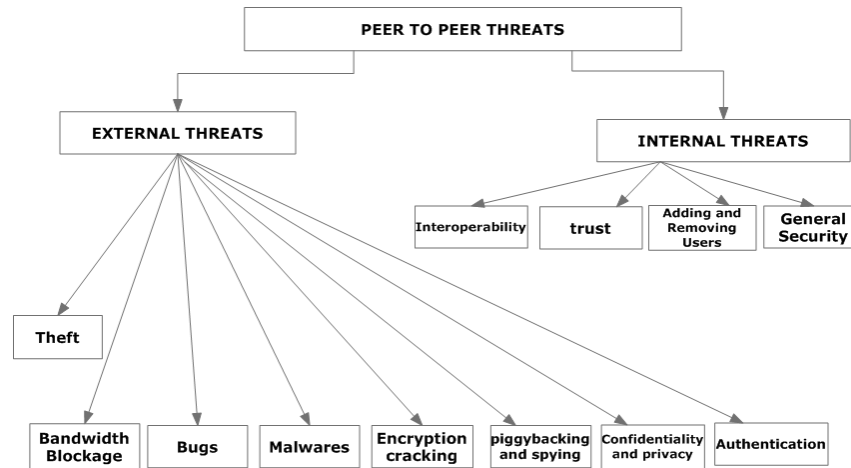 PEER TO PEER THREATS
EXTERNAL THREATS
INTERNAL THREATS
Interoperability
trust
Adding and
Removing
Users
General
Security
Theft
Bandwidth
Blockage
Bugs
Malwares
Encryption
cracking
piggybacking
and spying
Confidentiality
and privacy
Authentication